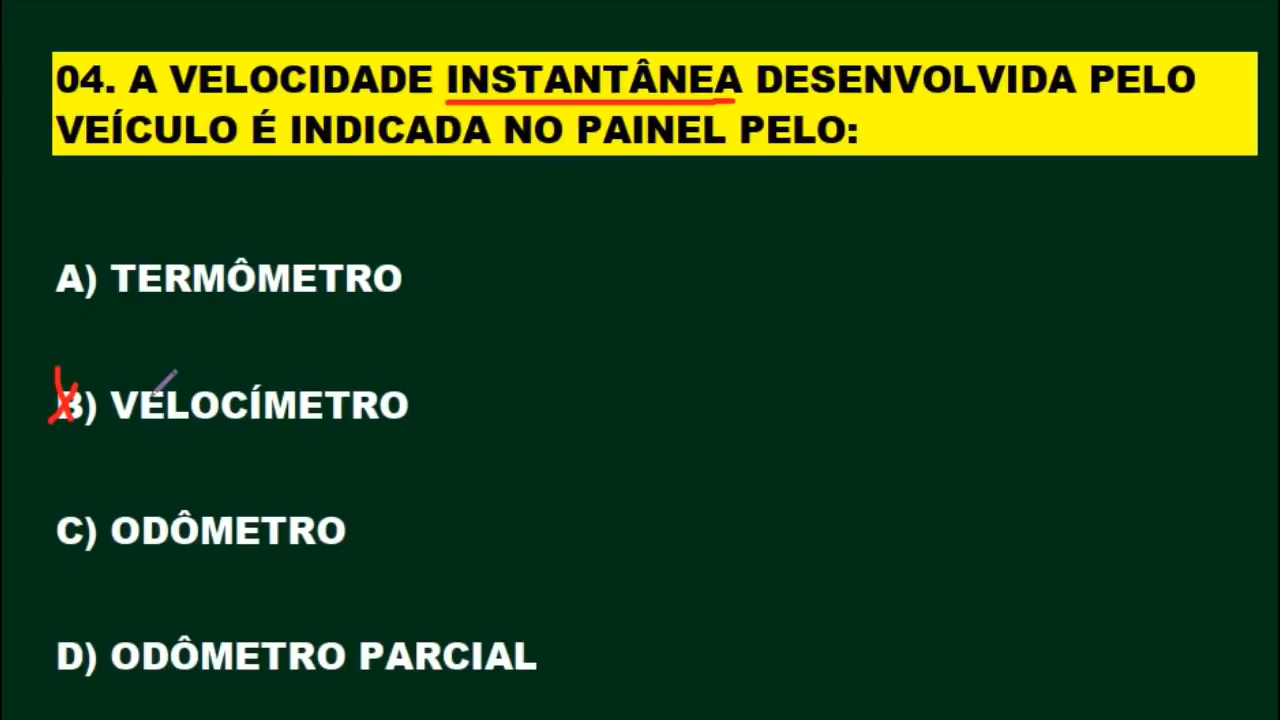 04. A VELOCIDADE INSTANTÂNEA DESENVOLVIDA PELO
VEÍCULO É INDICADA NO PAINEL PELO:
A) TERMÔMETRO
B) VELOCÍMETRO
C) ODÔMETRO
D) ODÔMETRO PARCIAL